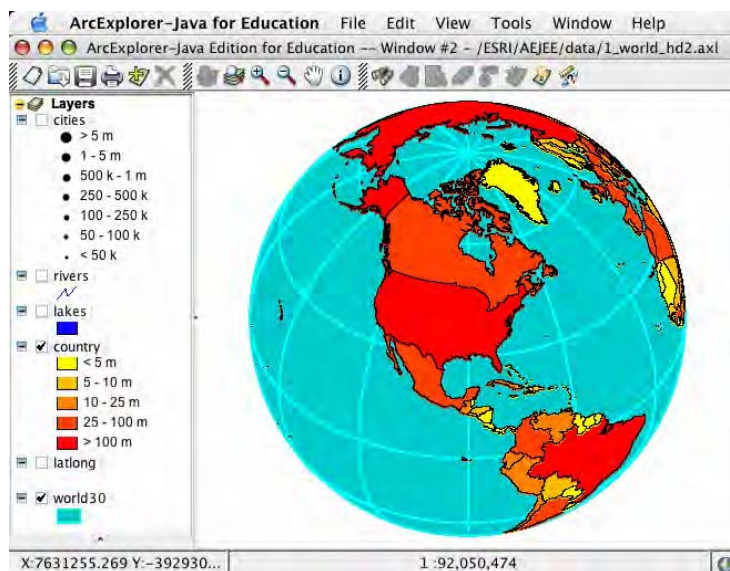 ArcExplorer-Java for Education File Edit View Tools Window Help
ArcExplorer-Java Edition for Education -- Window #2 - /ESRI/AEJEE/data/1_world_hd2.axl
Layers
cities
> 5 m
1 - 5 m
500 k - 1 m
250 - 500 k
100 - 250 k
50 - 100 k
< 50 k
rivers
lakes
country
< 5 m
5 - 10 m
10 - 25 m
25 - 100 m
> 100 m
latlong
world30
X:7631255.269 Y:-392930... 1 :92,050,474